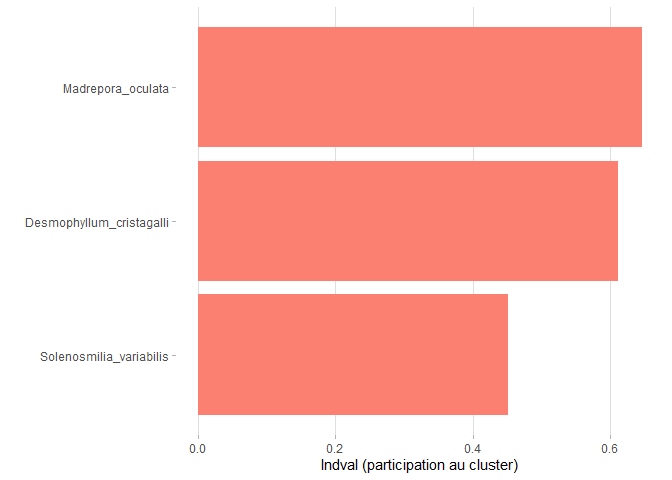 Madrepora_oculata
Desmophyllum_cristagalli
Solenosmilia_variabilis
0.0 0.2 0.4 0.6
Indval (participation au cluster)